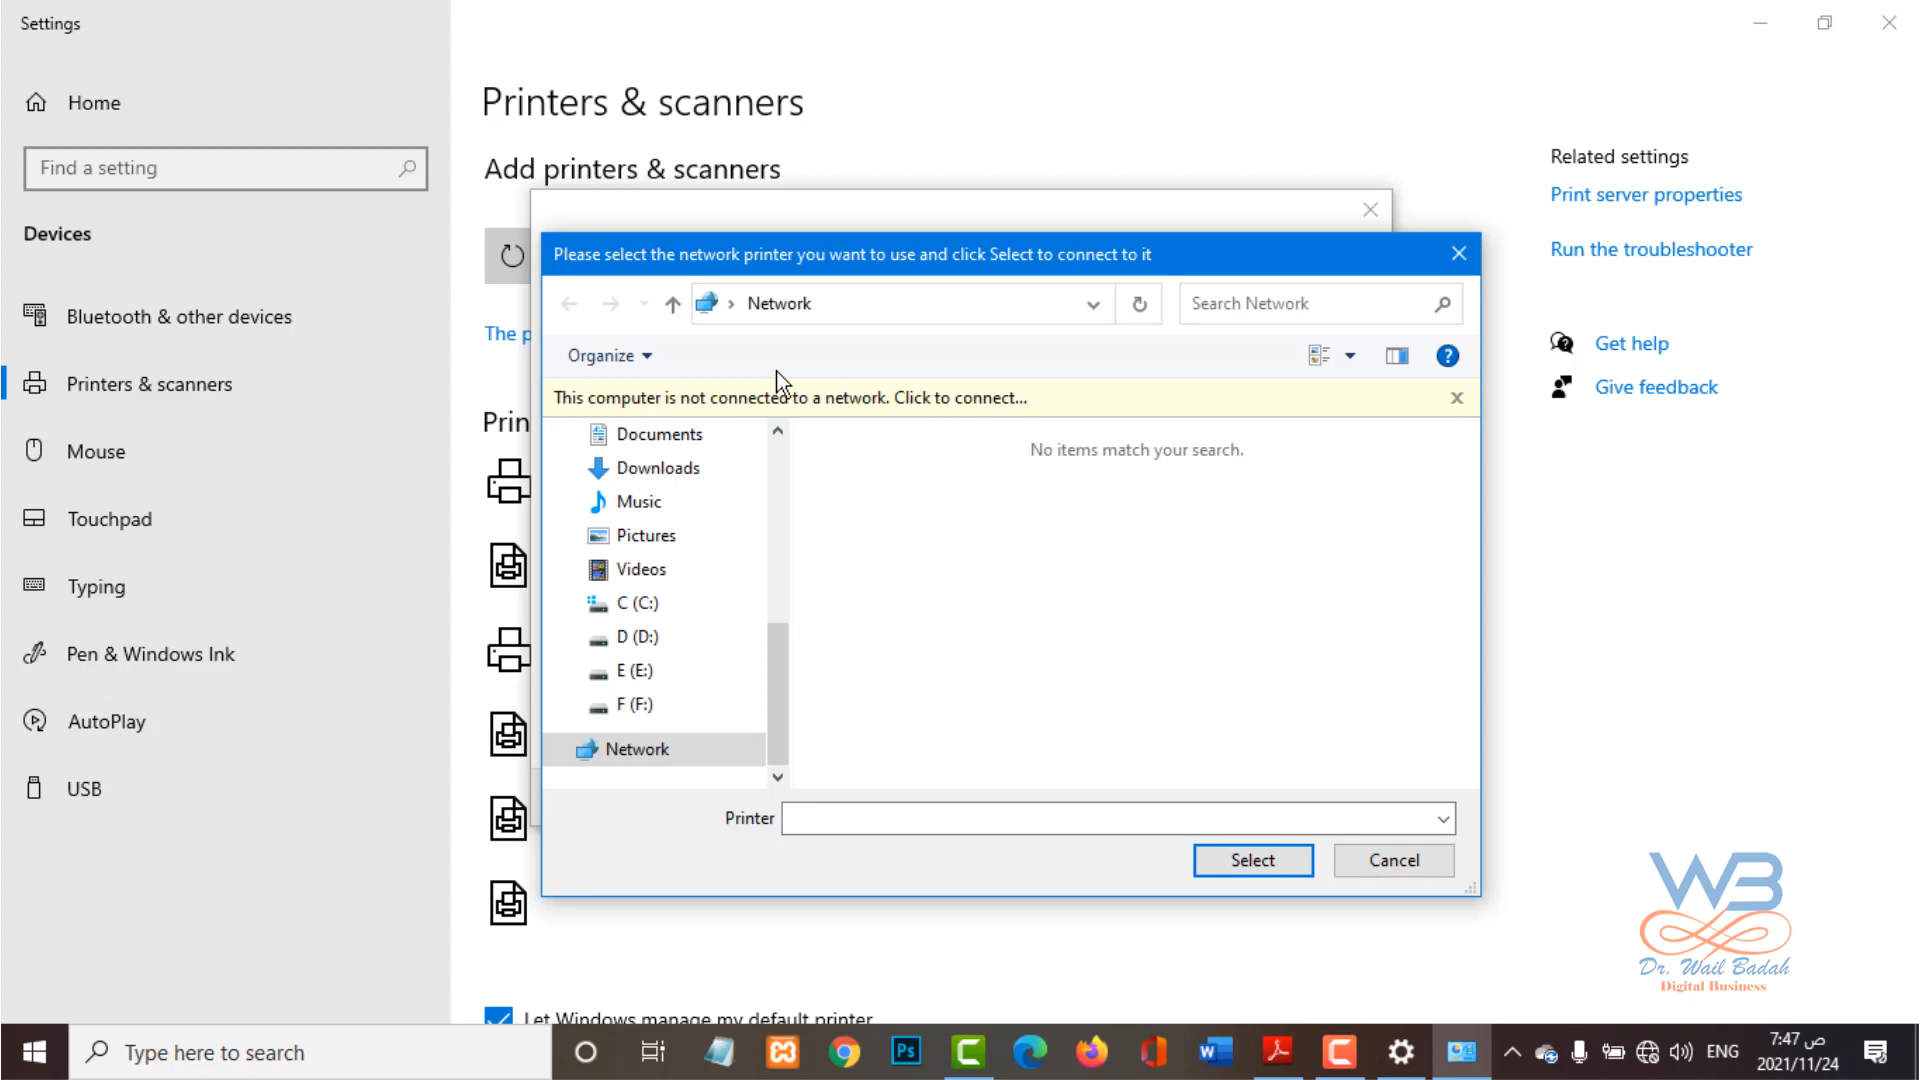 Settings
Home
Find a setting
Devices
Bluetooth & other devices
Printers & scanners
Mouse
Touchpad
Typing
Pen & Windows Ink
AutoPlay
USB
Printers & scanners
Add printers & scanners
The p
Prin
Let Windows manage my default printer
Please select the network printer you want to use and click Select to connect to it
Network
Search Network
Organize
This computer is not connected to a network. Click to connect...
Documents
Downloads
Music
Pictures
Videos
C (C:)
D (D:)
E (E:)
F (F:)
Network
No items match your search.
Printer
Select
Cancel
Related settings
Print server properties
Run the troubleshooter
Get help
Give feedback
WB
Dr. Wail Badah
Digital Business
Type here to search
Ps
ENG
7:47 ص
2021/11/24